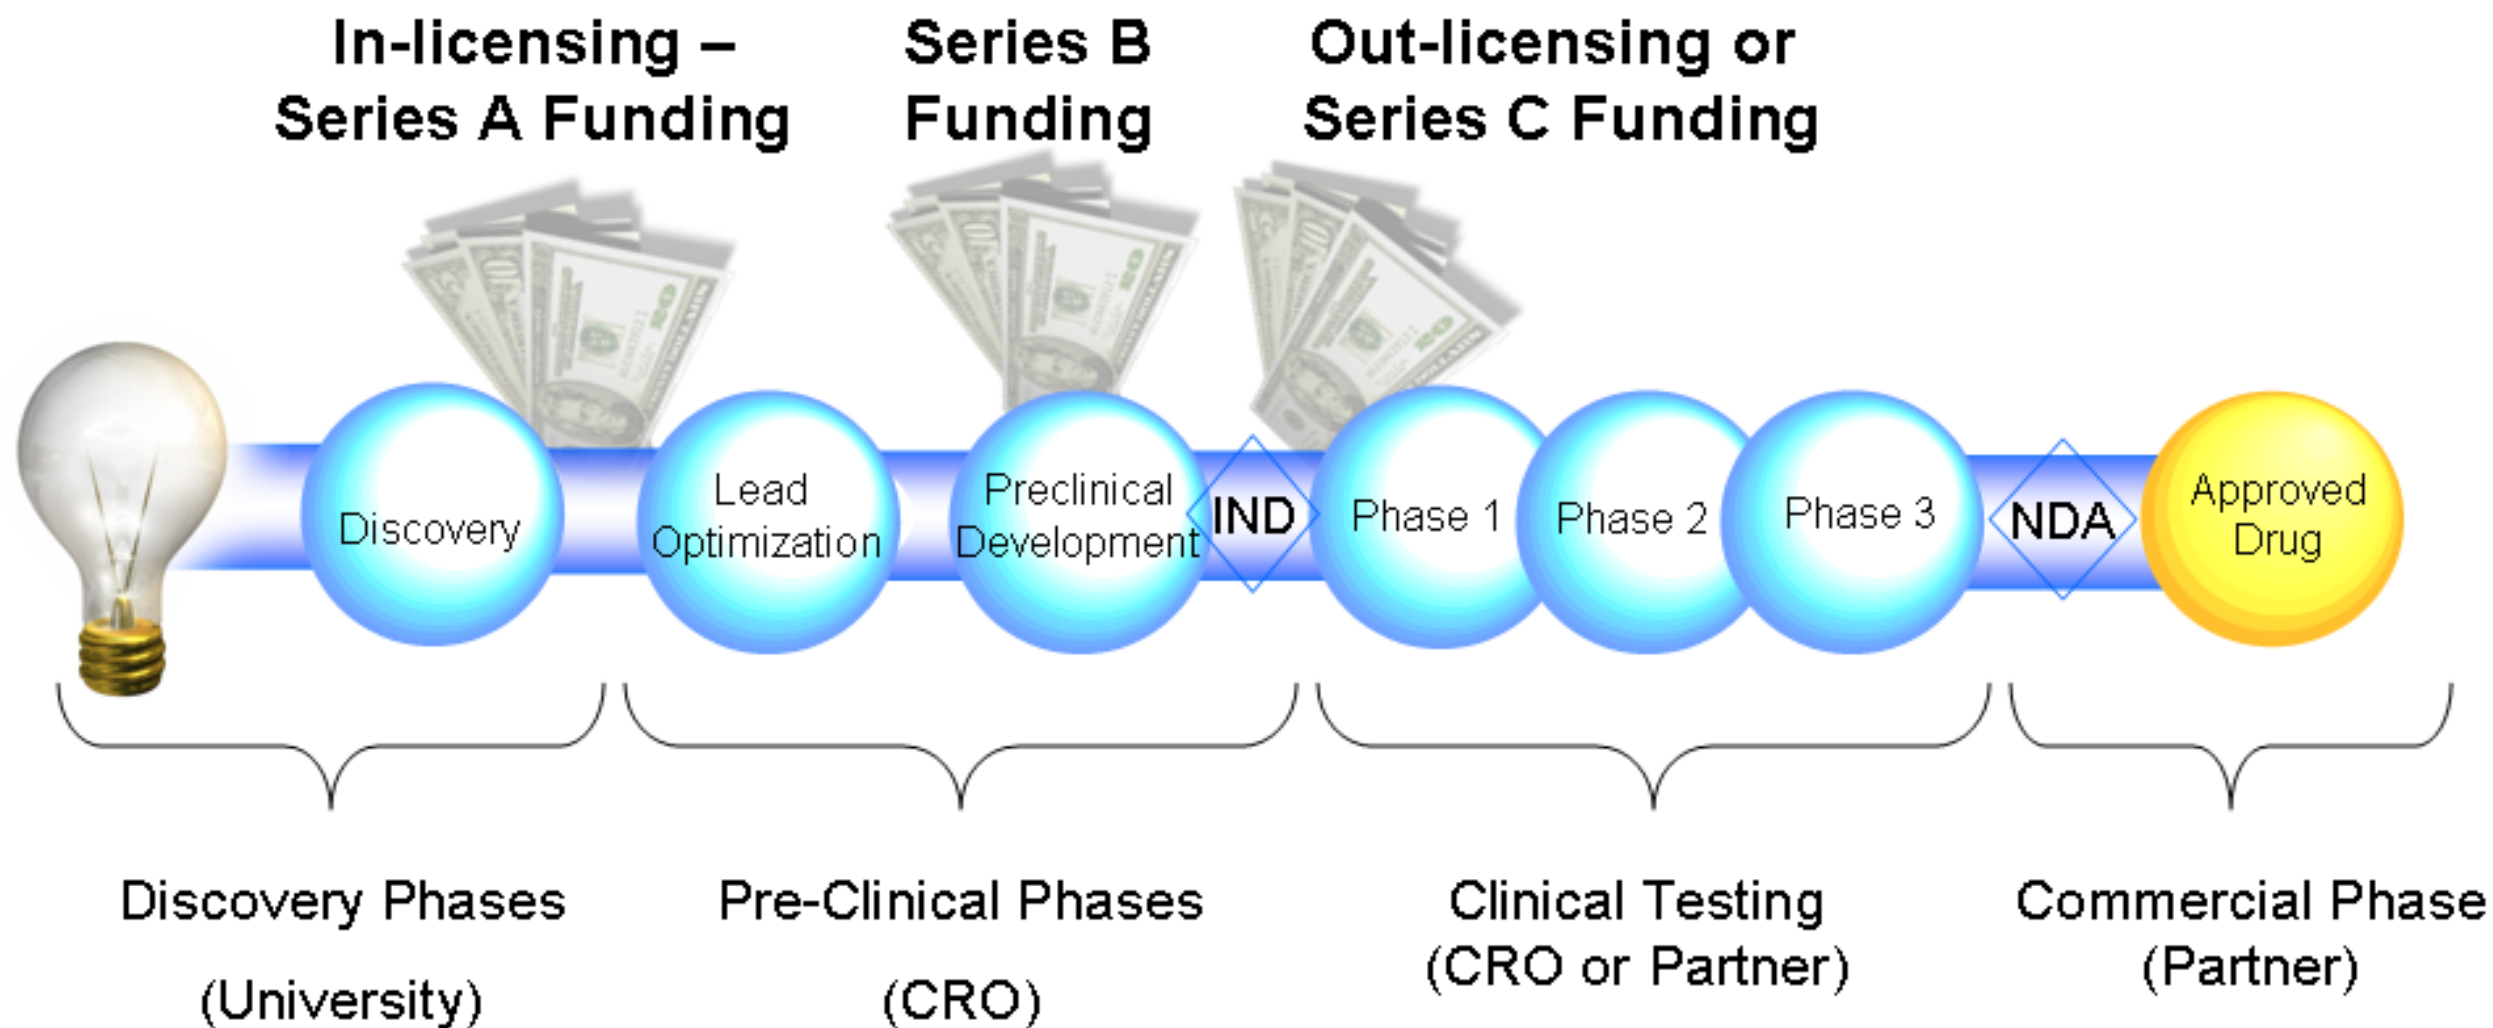 In-licensing –
Series A Funding
Series B
Funding
Out-licensing or
Series C Funding
Discovery
Lead
Optimization
Preclinical
Development
IND
Phase 1
Phase 2
Phase 3
NDA
Approved
Drug
Discovery Phases
(University)
Pre-Clinical Phases
(CRO)
Clinical Testing
(CRO or Partner)
Commercial Phase
(Partner)